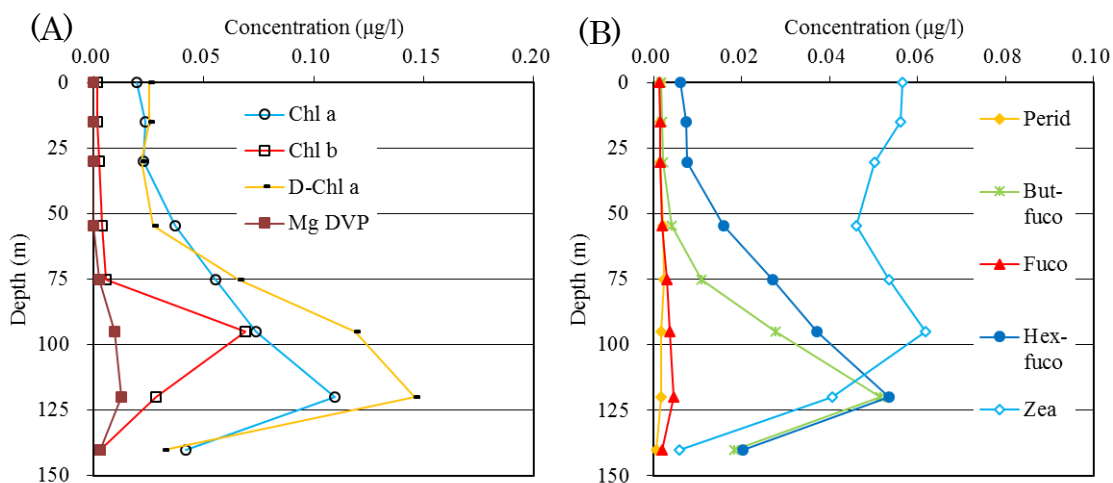 (A)
Concentration (μg/l)
0.00 0.05 0.10 0.15 0.20
0
25
50
75
100
125
150
Depth (m)
Chl a
Chl b
D-Chl a
Mg DVP
(B)
Concentration (μg/l)
0.00 0.02 0.04 0.06 0.08 0.10
0
25
50
75
100
125
150
Depth (m)
Perid
But-
fuco
Fuco
Hex-
fuco
Zea